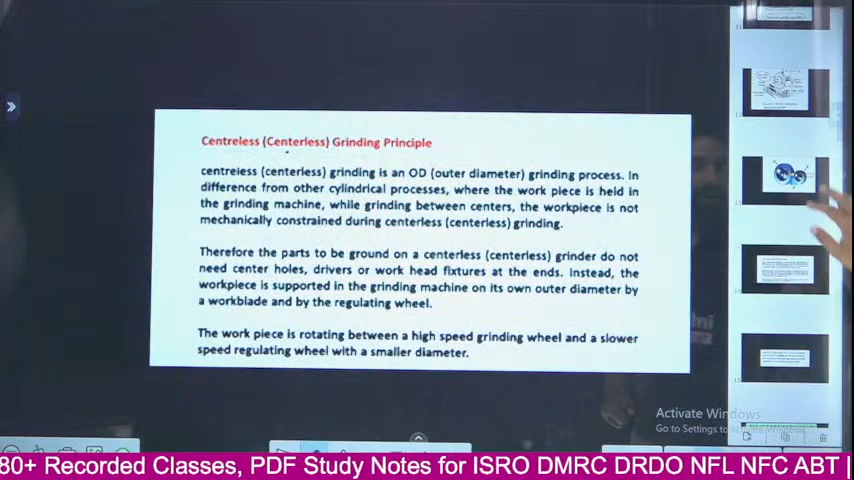 Centreless (Centerless) Grinding Principle
centreless (centerless) grinding is an OD (outer diameter) grinding process. In
difference from other cylindrical processes, where the work piece is held in
the grinding machine, while grinding between centers, the workpiece is not
mechanically constrained during centerless (centerless) grinding.
Therefore the parts to be ground on a centerless (centerless) grinder do not
need center holes, drivers or work head fixtures at the ends. Instead, the
workpiece is supported in the grinding machine on its own outer diameter by
a workblade and by the regulating wheel.
The work piece is rotating between a high speed grinding wheel and a slower
speed regulating wheel with a smaller diameter.
Activate Windows
Go to Settings to activate Windows.
80+ Recorded Classes, PDF Study Notes for ISRO DMRC DRDO NFL NFC ABT |